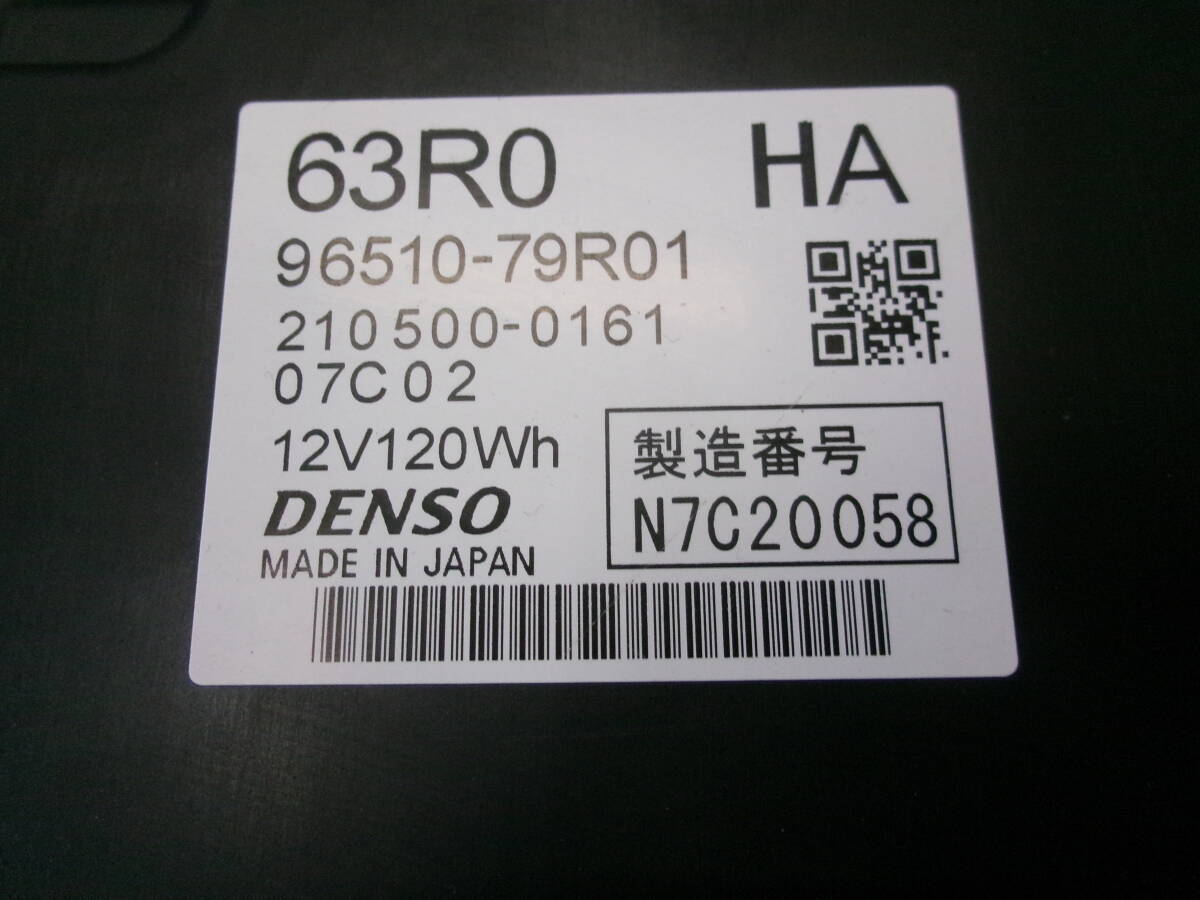 63R0 HA
96510-79R01
210500-0161
07C02
12V120Wh
DENSO
MADE IN JAPAN
製造番号
N7C20058